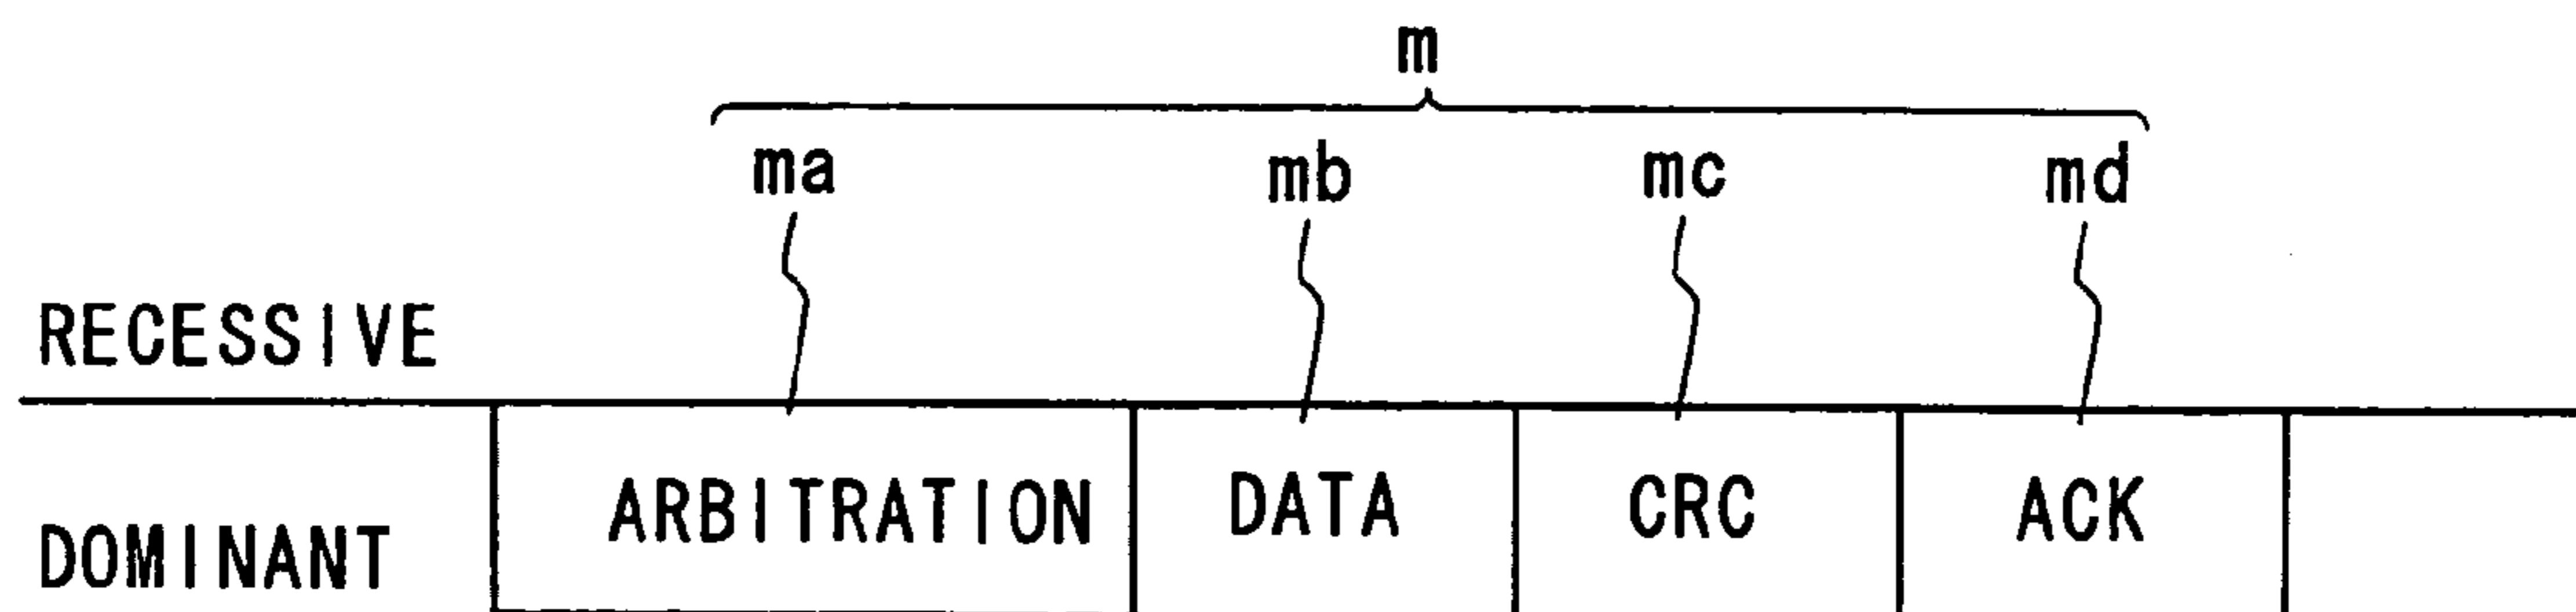 m
ma mb mc md
RECESSIVE
ARBITRATION DATA CRC ACK
DOMINANT